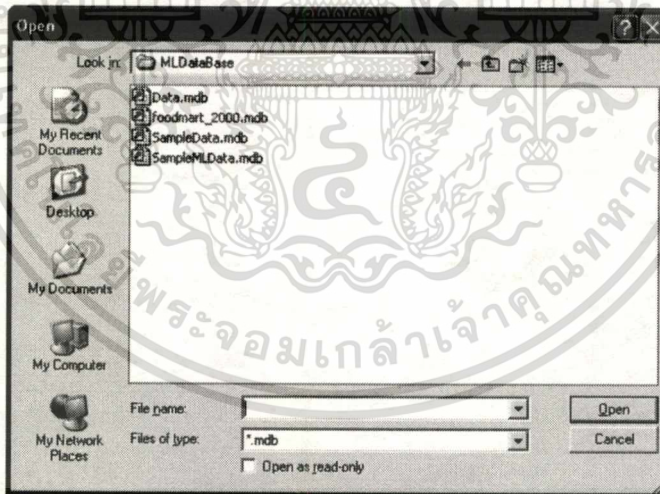 Open
Look in: MLDataBase
Data.mdb
foodmart_2000.mdb
SampleData.mdb
SampleMLData.mdb
My Recent
Documents
Desktop
My Documents
My Computer
My Network
Places
File name:
Open
Files of type: *.mdb
Cancel
Open as read-only
พระจอมเกล้าเจ้าคุณทหาร